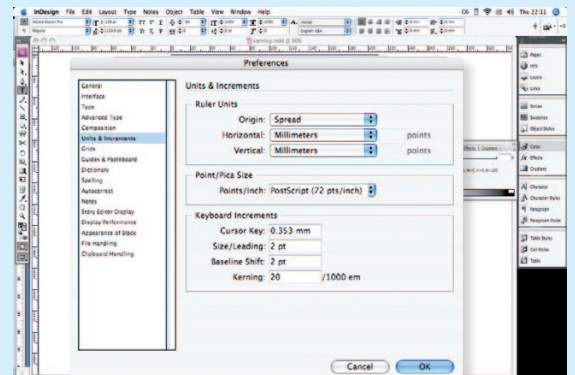 InDesign File Edit Layout Type Notes Object Table View Window Help
Thu 22:11
Regular
kerning.indd @ 50%
Preferences
General
Interface
Type
Advanced Type
Composition
Units & Increments
Grids
Guides & Pasteboard
Dictionary
Spelling
Autocorrect
Notes
Story Editor Display
Display Performance
Appearance of Black
File Handling
Clipboard Handling
Units & Increments
Ruler Units
Origin: Spread
Horizontal: Millimeters points
Vertical: Millimeters points
Point/Pica Size
Points/Inch: PostScript (72 pts/inch)
Keyboard Increments
Cursor Key: 0.353 mm
Size/Leading: 2 pt
Baseline Shift: 2 pt
Kerning: 20 /1000 em
Cancel OK
Pages
Info
Layers
Links
Stroke
Swatches
Object Styles
Color
Effects
Gradient
Character
Character Styles
Paragraph
Paragraph Styles
Table Styles
Cell Styles
Table